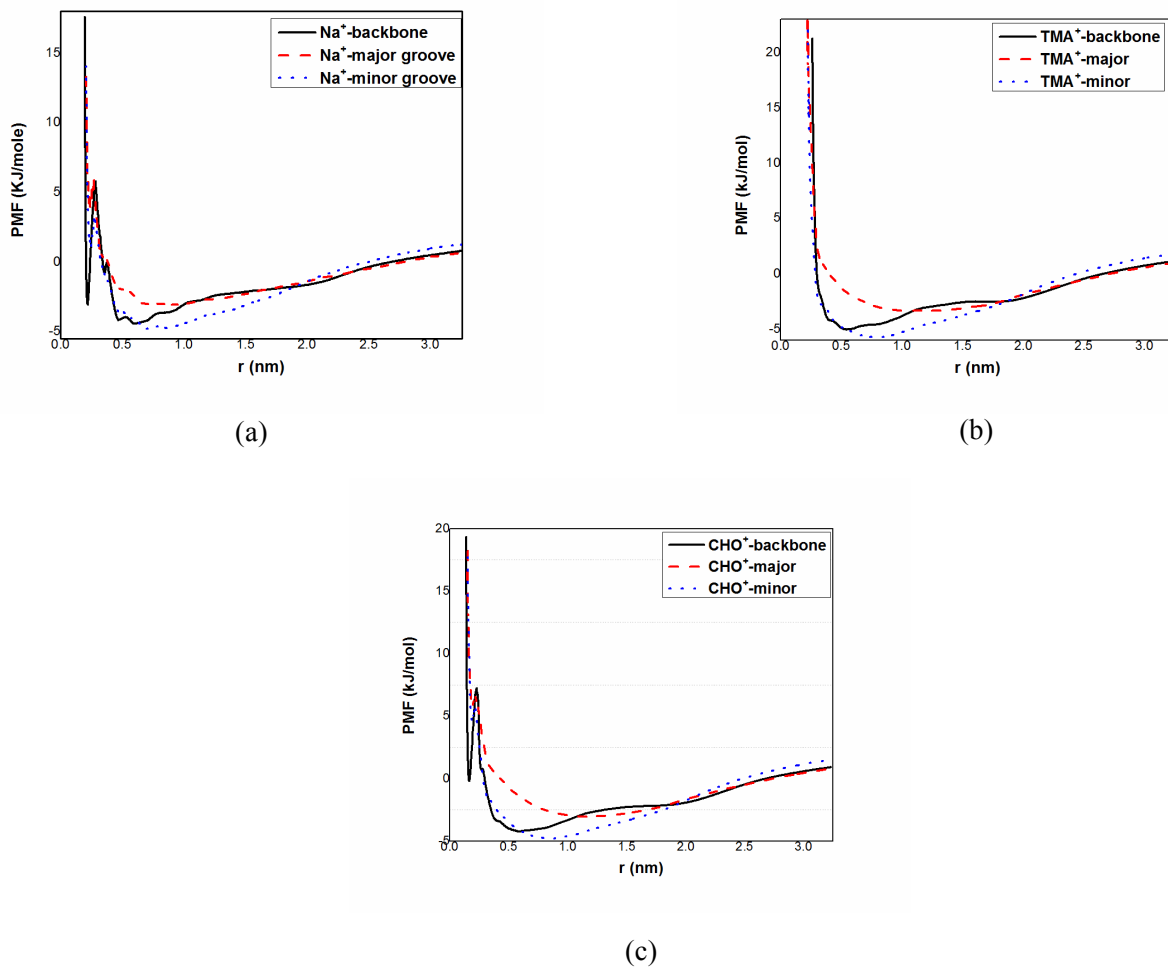 Na+-backbone
Na+-major groove
Na+-minor groove
PMF (KJ/mole)
15
10
5
0
-5
0.0 0.5 1.0 1.5 2.0 2.5 3.0
r (nm)
(a)
TMA+-backbone
TMA+-major
TMA+-minor
PMF (kJ/mol)
20
15
10
5
0
-5
0.0 0.5 1.0 1.5 2.0 2.5 3.0
r (nm)
(b)
CHO+-backbone
CHO+-major
CHO+-minor
PMF (kJ/mol)
20
15
10
5
0
-5
0.0 0.5 1.0 1.5 2.0 2.5 3.0
r (nm)
(c)